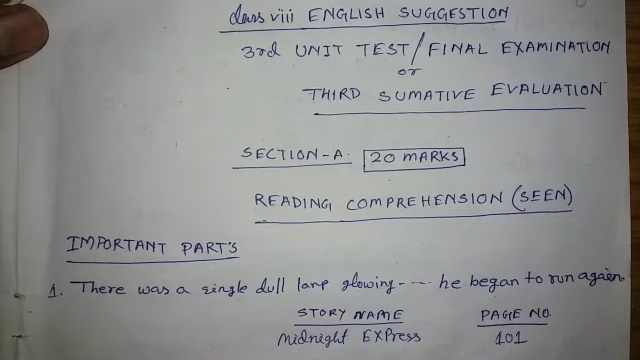 class viii ENGLISH SUGGESTION
3rd UNIT TEST/FINAL EXAMINATION
or
THIRD SUMATIVE EVALUATION
SECTION-A. 20 MARKS
READING COMPREHENSION (SEEN)
IMPORTANT PART'S
1. There was a single dull lamp glowing---- he began to run again.
STORY NAME PAGE NO.
Midnight EXPress 101